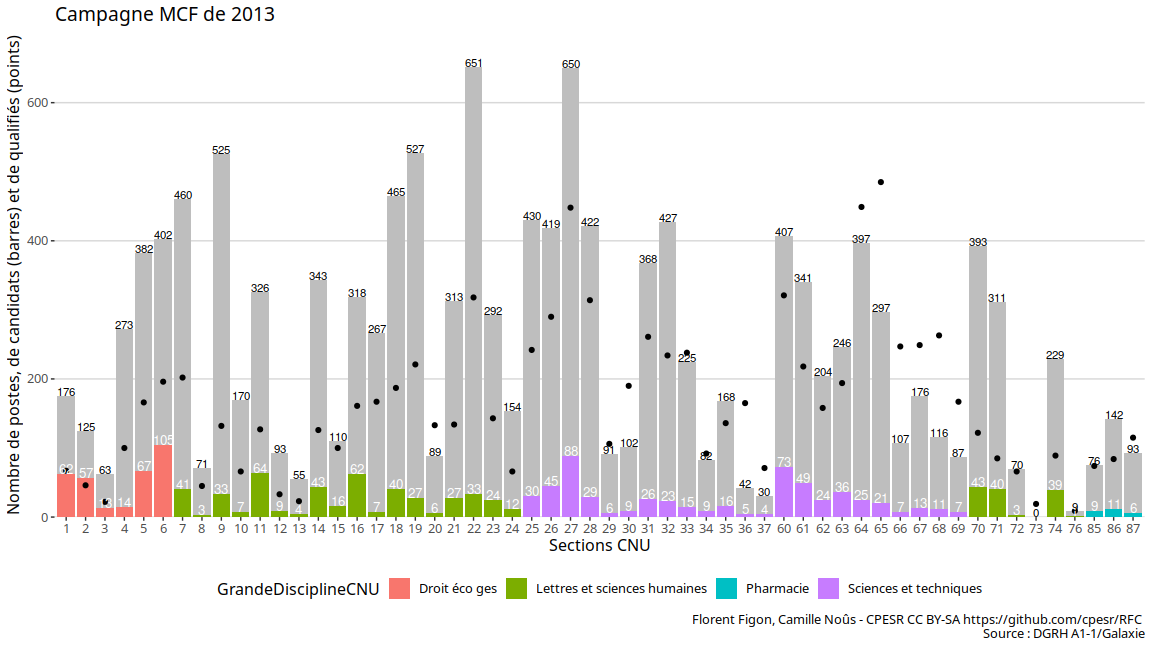 Campagne MCF de 2013
Nombre de postes, de candidats (barres) et de qualifiés (points)
600
400
200
0
176 125 63 273 382 402 460 71 525 170 326 93 55 343 110 318 267 465 527 89 313 651 292 154 430 419 650 422 91 102 368 427 225 82 168 42 30 407 341 204 246 397 297 107 176 116 87 393 311 70 0 229 9 76 142 93
62 57 13 14 67 105 41 3 33 7 64 9 4 43 16 62 7 40 27 6 27 33 24 12 30 45 88 29 6 9 26 23 15 9 16 5 4 73 49 24 36 25 21 7 13 11 7 43 40 3 39 9 11 6
1 2 3 4 5 6 7 8 9 10 11 12 13 14 15 16 17 18 19 20 21 22 23 24 25 26 27 28 29 30 31 32 33 34 35 36 37 60 61 62 63 64 65 66 67 68 69 70 71 72 73 74 76 85 86 87
Sections CNU
GrandeDisciplineCNU Droit éco ges Lettres et sciences humaines Pharmacie Sciences et techniques
Florent Figon, Camille Noûs - CPESR CC BY-SA https://github.com/cpesr/RFC
Source : DGRH A1-1/Galaxie